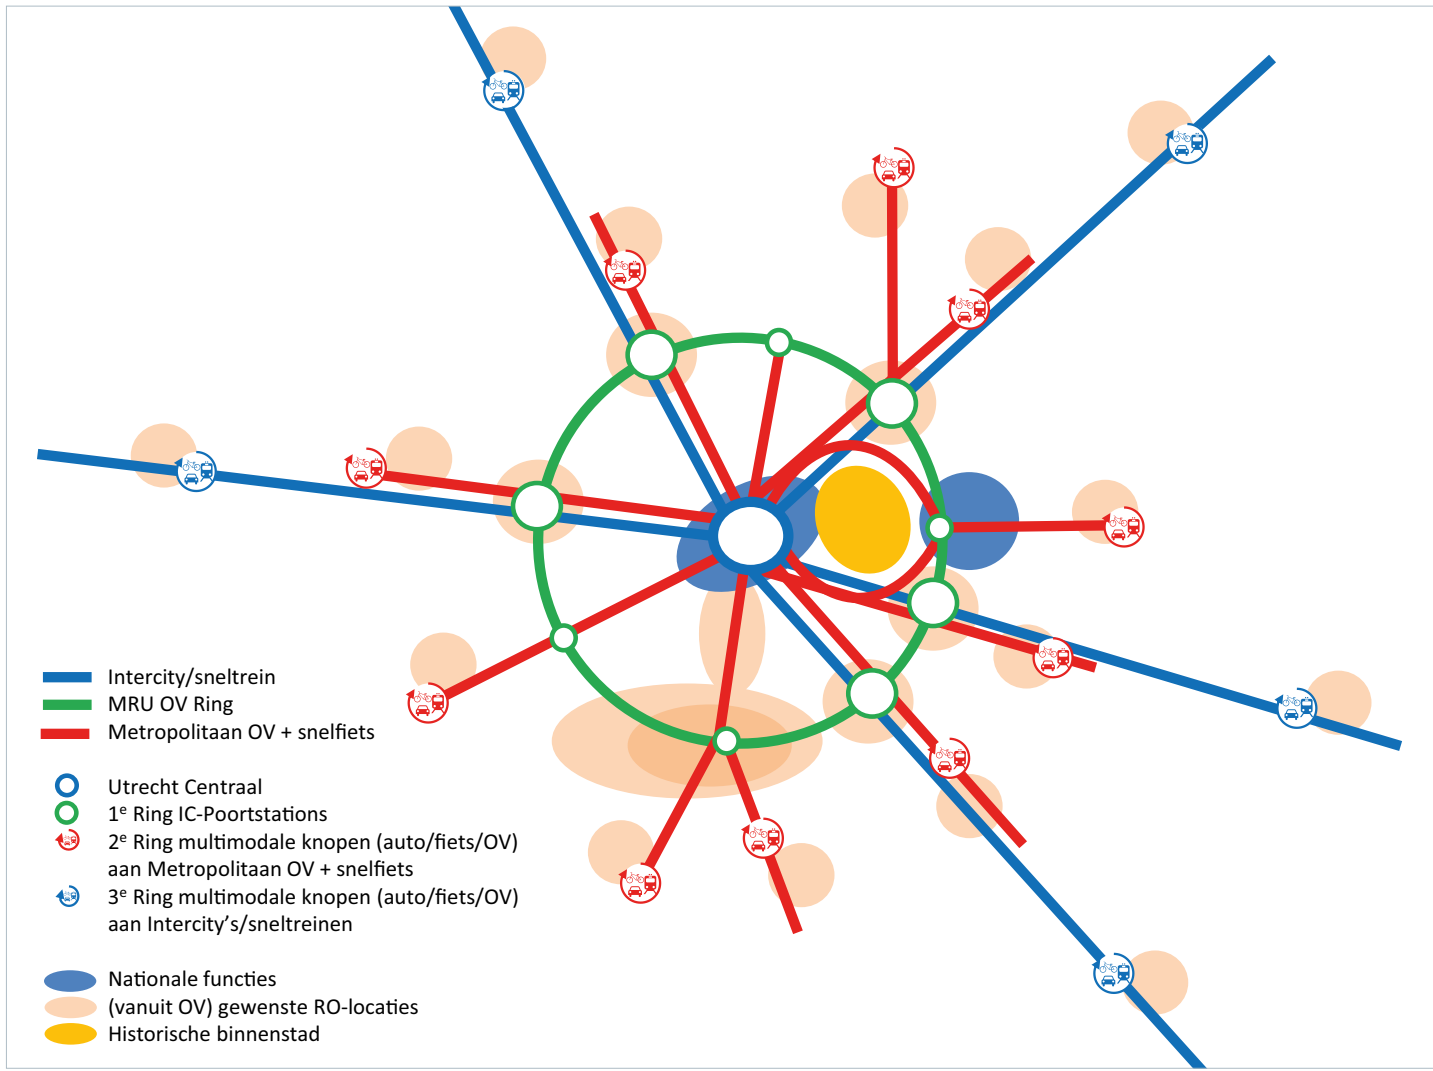 Intercity/sneltrein
MRU OV Ring
Metropolitaan OV + snelfiets
Utrecht Centraal
1e Ring IC-Poortstations
2e Ring multimodale knopen (auto/fiets/OV)
aan Metropolitaan OV + snelfiets
3e Ring multimodale knopen (auto/fiets/OV)
aan Intercity's/sneltreinen
Nationale functies
(vanuit OV) gewenste RO-locaties
Historische binnenstad